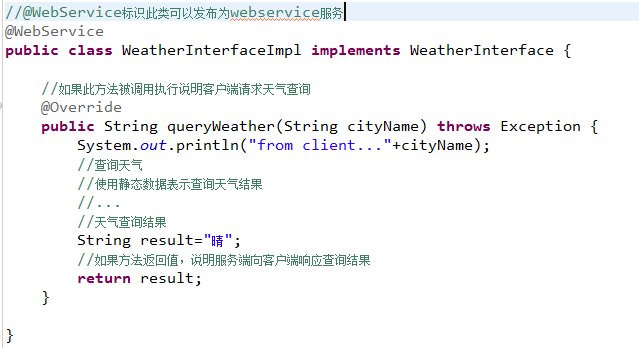 //@WebService标识此类可以发布为webservice服务
@WebService
public class WeatherInterfaceImpl implements WeatherInterface {
//如果此方法被调用执行说明客户端请求天气查询
@Override
public String queryWeather(String cityName) throws Exception {
System.out.println("from client..."+cityName);
//查询天气
//使用静态数据表示查询天气结果
//...
//天气查询结果
String result="晴";
//如果方法返回值，说明服务端向客户端响应查询结果
return result;
}
}